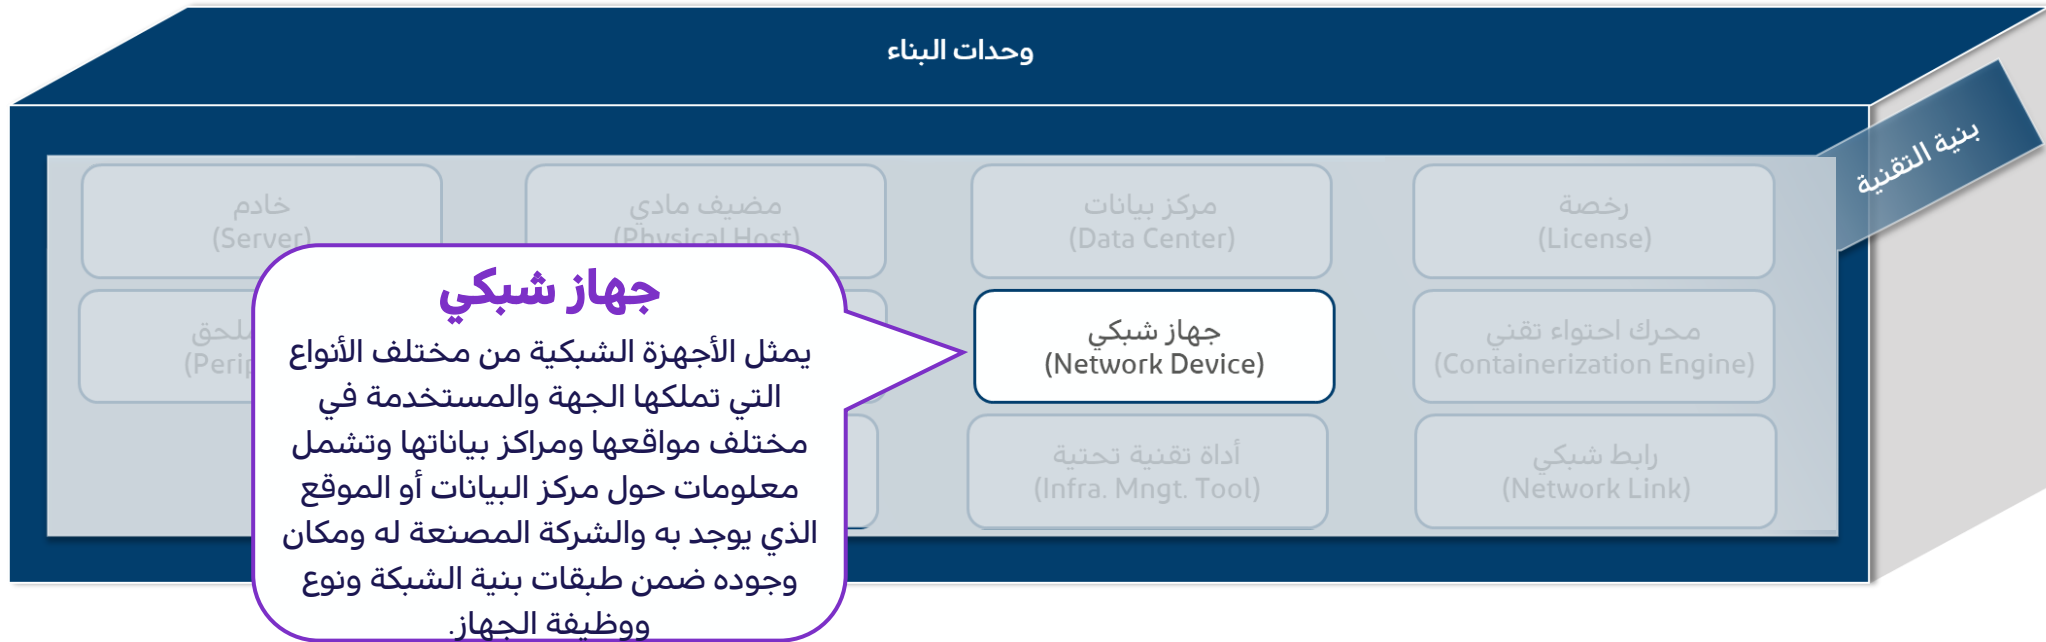 وحدات البناء
بنية التقنية
رخصة
(License)
مركز بيانات
(Data Center)
مضيف مادي
(Physical Host)
خادم
(Server)
محرك احتواء تقني
(Containerization Engine)
جهاز شبكي
(Network Device)
رابط شبكي
(Network Link)
أداة تقنية تحتية
(Infra. Mngt. Tool)
جهاز شبكي
يمثل الأجهزة الشبكية من مختلف الأنواع
التي تملكها الجهة والمستخدمة في
مختلف مواقعها ومراكز بياناتها وتشمل
معلومات حول مركز البيانات أو الموقع
الذي يوجد به والشركة المصنعة له ومكان
وجوده ضمن طبقات بنية الشبكة ونوع
ووظيفة الجهاز.